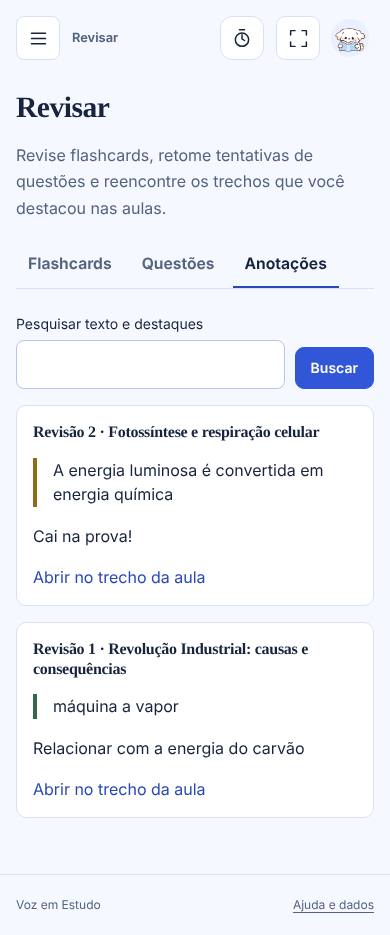 Revisar
Revisar
Revise flashcards, retome tentativas de
questões e reencontre os trechos que você
destacou nas aulas.
Flashcards Questões Anotações
Pesquisar texto e destaques
Buscar
Revisão 2 · Fotossíntese e respiração celular
A energia luminosa é convertida em
energia química
Cai na prova!
Abrir no trecho da aula
Revisão 1 · Revolução Industrial: causas e
consequências
máquina a vapor
Relacionar com a energia do carvão
Abrir no trecho da aula
Voz em Estudo Ajuda e dados